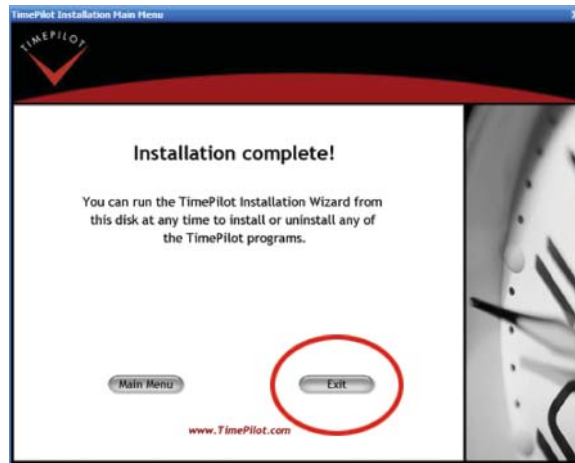 TimePilot Installation Main Menu
TIMEPILOT
Installation complete!
You can run the TimePilot Installation Wizard from
this disk at any time to install or uninstall any of
the TimePilot programs.
Main Menu
Exit
www.TimePilot.com